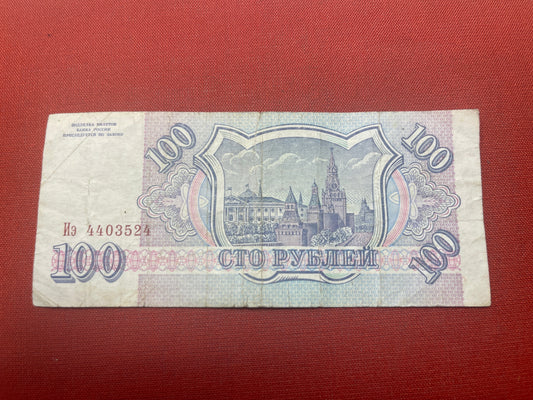 ПОДДЕЛКА БИЛЕТОВ
БАНКА РОССИИ
ПРЕСЛЕДУЕТСЯ ПО ЗАКОНУ
100
100
Иэ 4403524
100
СТО РУБЛЕЙ
100